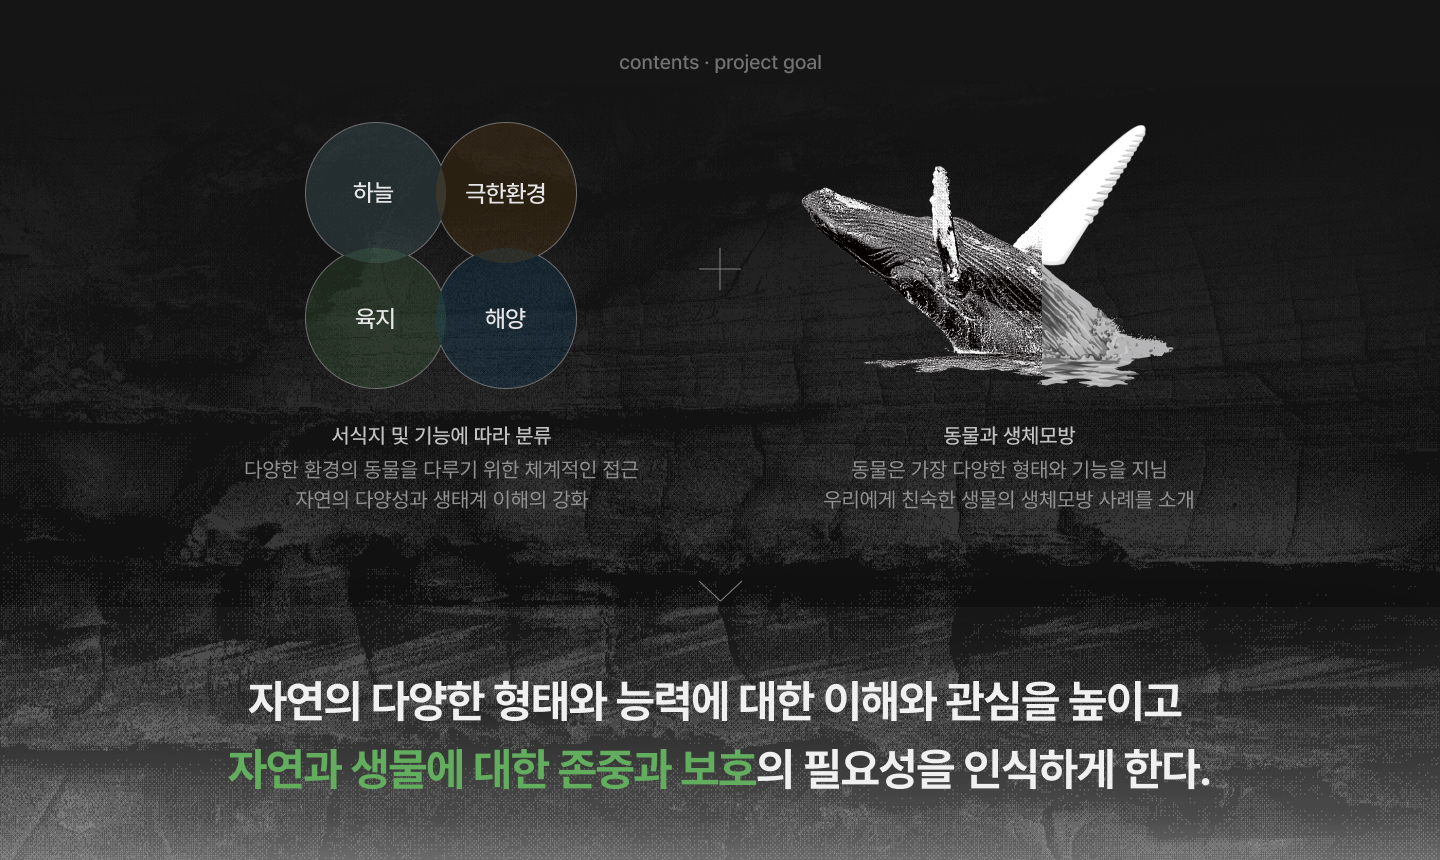 contents · project goal
하늘
극한환경
육지
해양
서식지 및 기능에 따라 분류
다양한 환경의 동물을 다루기 위한 체계적인 접근
자연의 다양성과 생태계 이해의 강화
동물과 생체모방
동물은 가장 다양한 형태와 기능을 지님
우리에게 친숙한 생물의 생체모방 사례를 소개
자연의 다양한 형태와 능력에 대한 이해와 관심을 높이고
자연과 생물에 대한 존중과 보호의 필요성을 인식하게 한다.